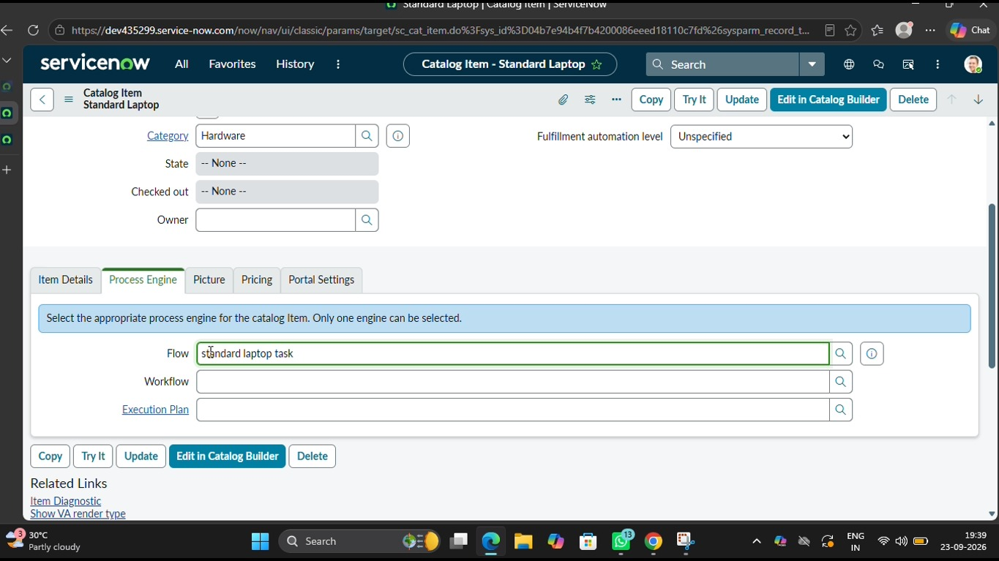 Standard Laptop | Catalog Item | ServiceNow
https://dev435299.service-now.com/now/nav/ui/classic/params/target/sc_cat_item.do%3Fsys_id%3D04b7e94b4f7b4200086eeed18110c7fd%26sysparm_record_t...
Chat
servicenow All Favorites History Catalog Item - Standard Laptop Search
Catalog Item
Standard Laptop
Copy Try It Update Edit in Catalog Builder Delete
Category Hardware Fulfillment automation level Unspecified
State -- None --
Checked out -- None --
Owner
Item Details Process Engine Picture Pricing Portal Settings
Select the appropriate process engine for the catalog Item. Only one engine can be selected.
Flow standard laptop task
Workflow
Execution Plan
Copy Try It Update Edit in Catalog Builder Delete
Related Links
Item Diagnostic
Show VA render type
3 30°C
Partly cloudy
Search
13
ENG
IN
19:39
23-09-2026